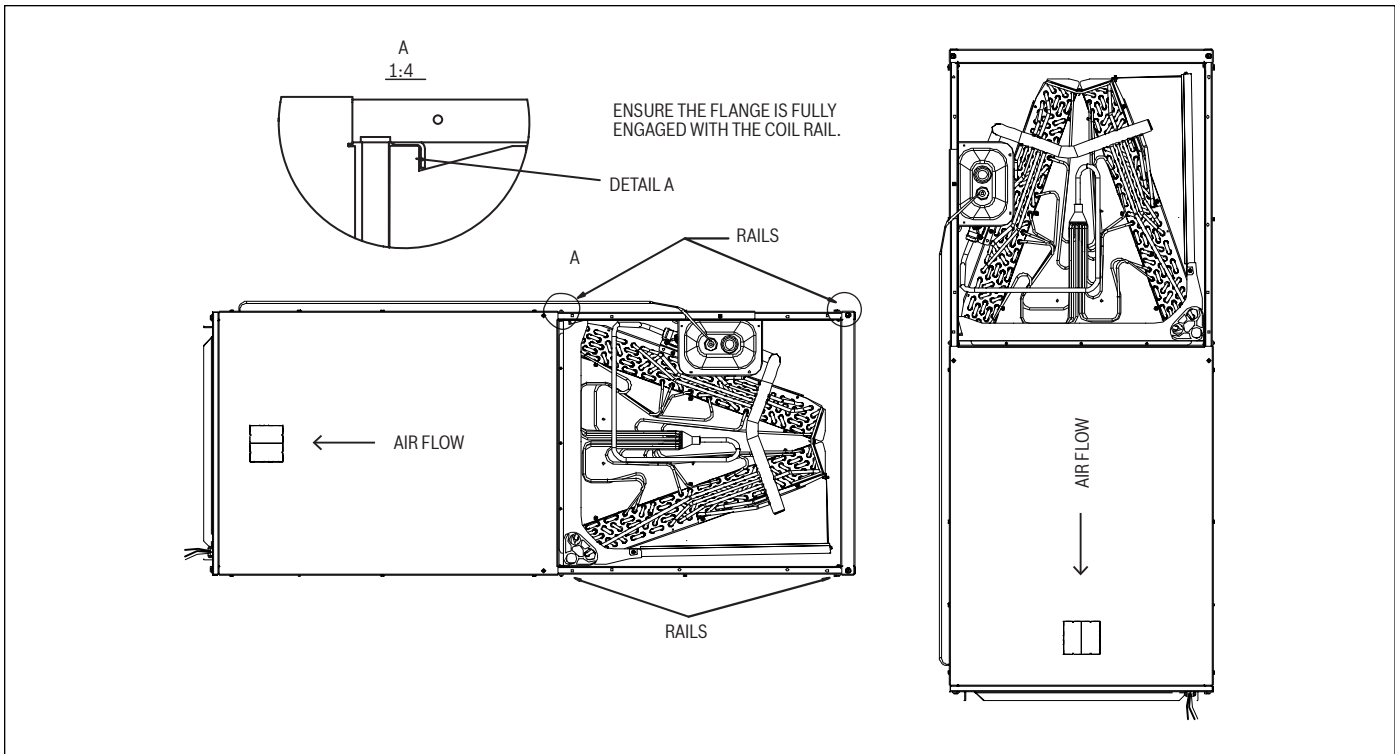 A
1:4
ENSURE THE FLANGE IS FULLY
ENGAGED WITH THE COIL RAIL.
DETAIL A
RAILS
A
AIR FLOW
RAILS
AIR FLOW